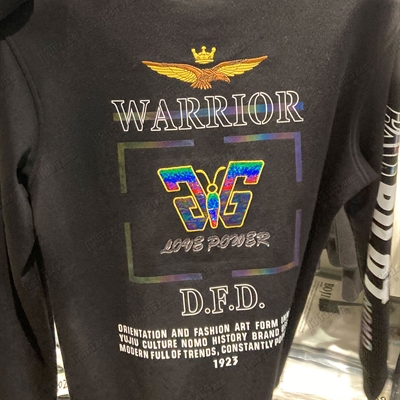 WARRIOR
GG
LOVE POWER
D.F.D.
ORIENTATION AND FASHION ART FORM
YUJIU CULTURE NOMO HISTORY BRAND
MODERN FULL OF TRENDS, CONSTANTLY
1923